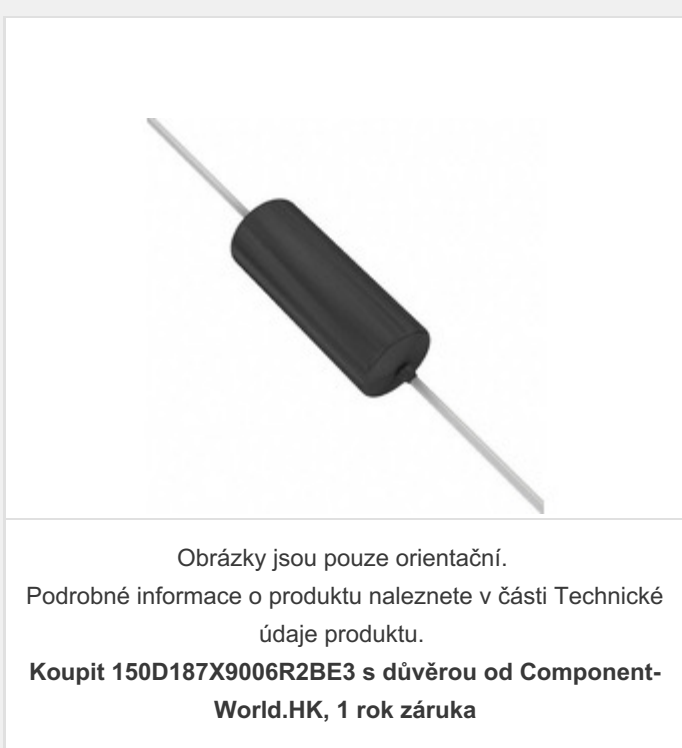 Obrázky jsou pouze orientační.
Podrobné informace o produktu naleznete v části Technické
údaje produktu.
Koupit 150D187X9006R2BE3 s důvěrou od Component-
World.HK, 1 rok záruka